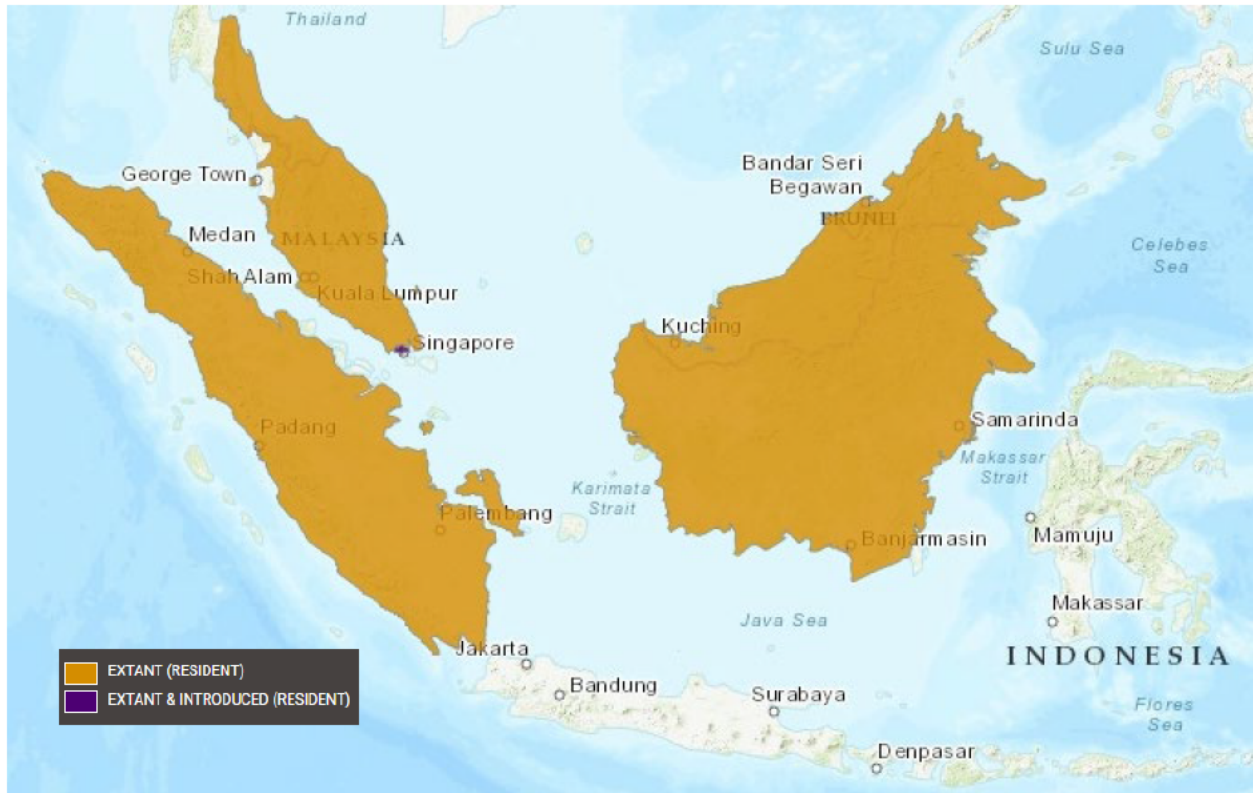 Thailand
Sulu Sea
George Town
Bandar Seri
Begawan
BRUNEI
Medan
MALAYSIA
Celebes
Sea
Shah Alam
Kuala Lumpur
Singapore
Kuching
Padang
Samarinda
Makassar
Strait
Karimata
Strait
Palembang
Banjarmasin
Mamuju
Makassar
Java Sea
Jakarta
INDONESIA
EXTANT (RESIDENT)
EXTANT & INTRODUCED (RESIDENT)
Bandung
Surabaya
Flores
Sea
Denpasar